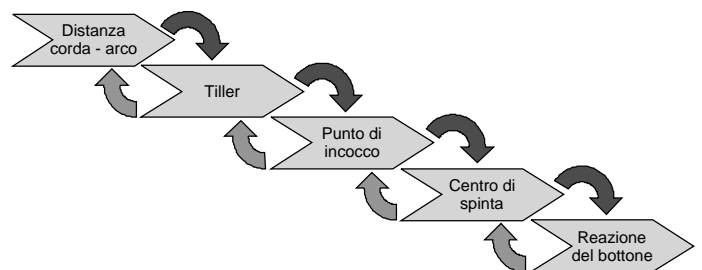 Distanza
corda - arco
Tiller
Punto di
incocco
Centro di
spinta
Reazione
del bottone